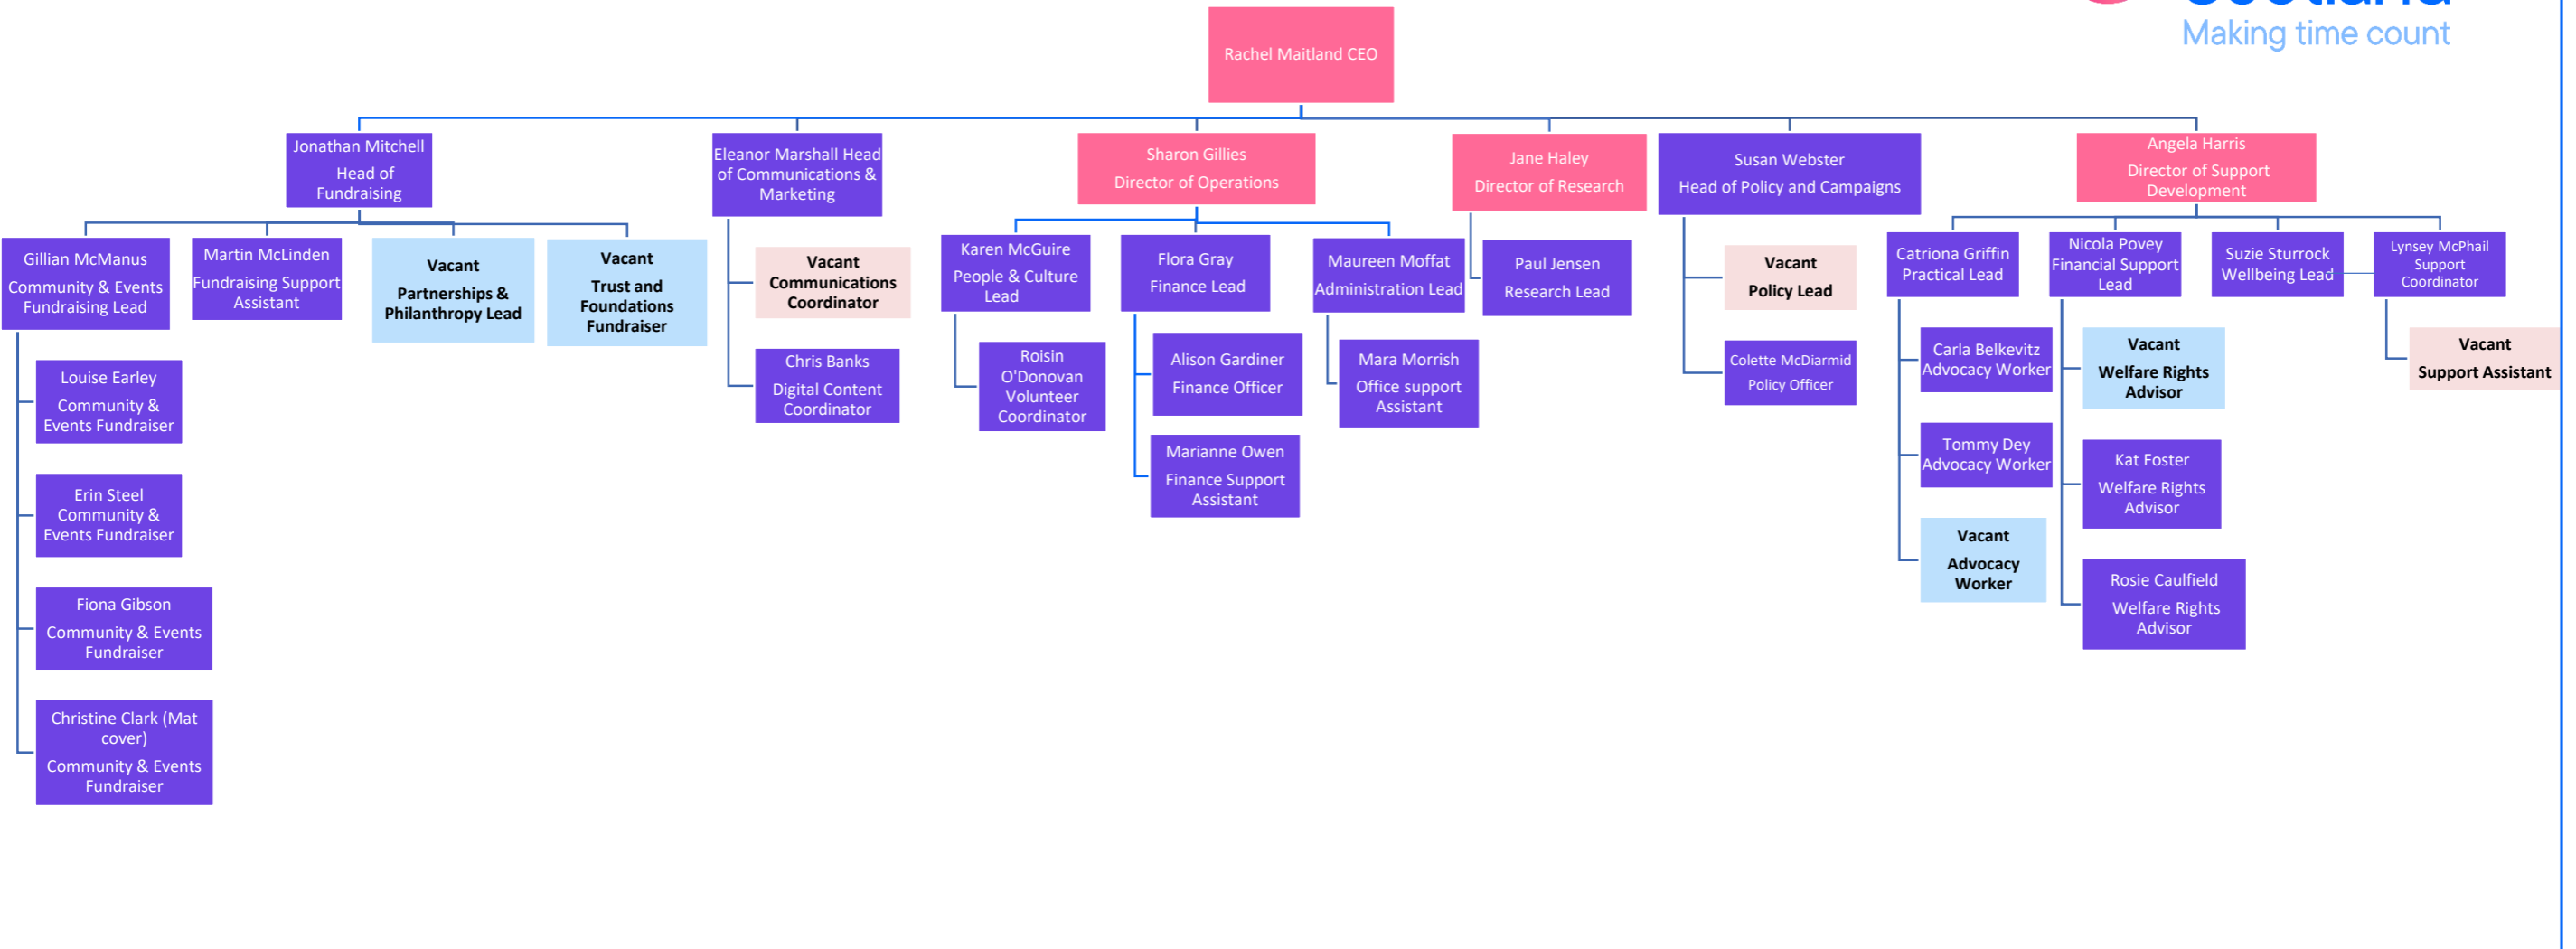 Making time count
Rachel Maitland CEO
Jonathan Mitchell
Head of
Fundraising
Eleanor Marshall Head
of Communications &
Marketing
Sharon Gillies
Director of Operations
Jane Haley
Director of Research
Susan Webster
Head of Policy and Campaigns
Angela Harris
Director of Support
Development
Gillian McManus
Community & Events
Fundraising Lead
Martin McLinden
Fundraising Support
Assistant
Vacant
Partnerships &
Philanthropy Lead
Vacant
Trust and
Foundations
Fundraiser
Vacant
Communications
Coordinator
Chris Banks
Digital Content
Coordinator
Karen McGuire
People & Culture
Lead
Flora Gray
Finance Lead
Maureen Moffat
Administration Lead
Paul Jensen
Research Lead
Vacant
Policy Lead
Colette McDiarmid
Policy Officer
Catriona Griffin
Practical Lead
Nicola Povey
Financial Support
Lead
Suzie Sturrock
Wellbeing Lead
Lynsey McPhail
Support
Coordinator
Louise Earley
Community &
Events Fundraiser
Erin Steel
Community &
Events Fundraiser
Fiona Gibson
Community & Events
Fundraiser
Christine Clark (Mat
cover)
Community & Events
Fundraiser
Roisin
O'Donovan
Volunteer
Coordinator
Alison Gardiner
Finance Officer
Marianne Owen
Finance Support
Assistant
Mara Morrish
Office support
Assistant
Carla Belkevitz
Advocacy Worker
Tommy Dey
Advocacy Worker
Vacant
Advocacy
Worker
Vacant
Welfare Rights
Advisor
Kat Foster
Welfare Rights
Advisor
Rosie Caulfield
Welfare Rights
Advisor
Vacant
Support Assistant